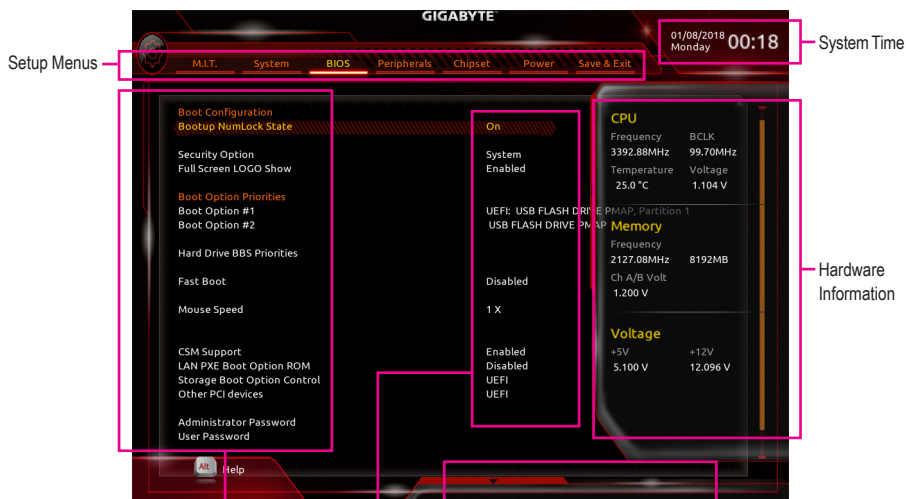 GIGABYTE™
01/08/2018
Monday
00:18
System Time
Setup Menus
M.I.T. System BIOS Peripherals Chipset Power Save & Exit
Boot Configuration
Bootup NumLock State On
Security Option System
Full Screen LOGO Show Enabled
Boot Option Priorities
Boot Option #1 UEFI: USB FLASH DRIVE PMAP, Partition 1
Boot Option #2 USB FLASH DRIVE PMAP
Hard Drive BBS Priorities
Fast Boot Disabled
Mouse Speed 1 X
CSM Support Enabled
LAN PXE Boot Option ROM Disabled
Storage Boot Option Control UEFI
Other PCI devices UEFI
Administrator Password
User Password
Alt Help
CPU
Frequency BCLK
3392.88MHz 99.70MHz
Temperature Voltage
25.0 °C 1.104 V
Memory
Frequency
2127.08MHz 8192MB
Ch A/B Volt
1.200 V
Voltage
+5V +12V
5.100 V 12.096 V
Hardware
Information